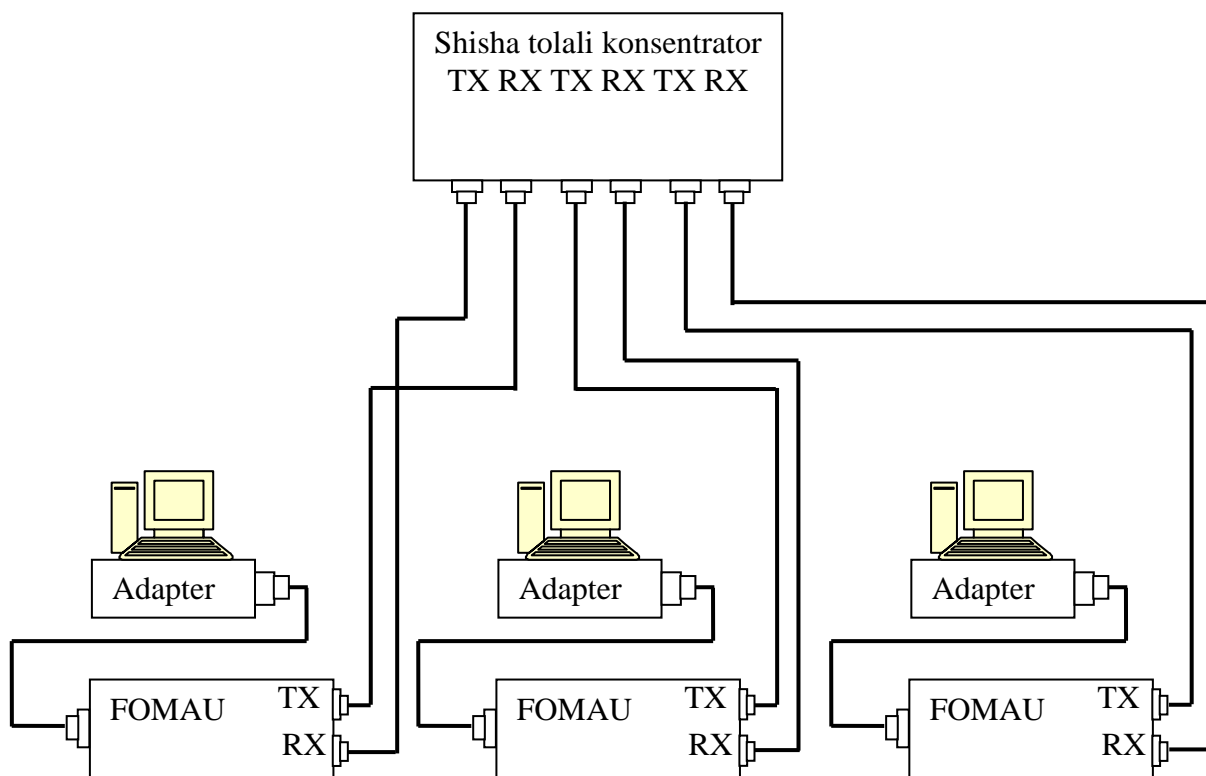 Shisha tolali konsentrator
TX RX TX RX TX RX
Adapter
Adapter
Adapter
FOMAU TX
RX
FOMAU TX
RX
FOMAU TX
RX